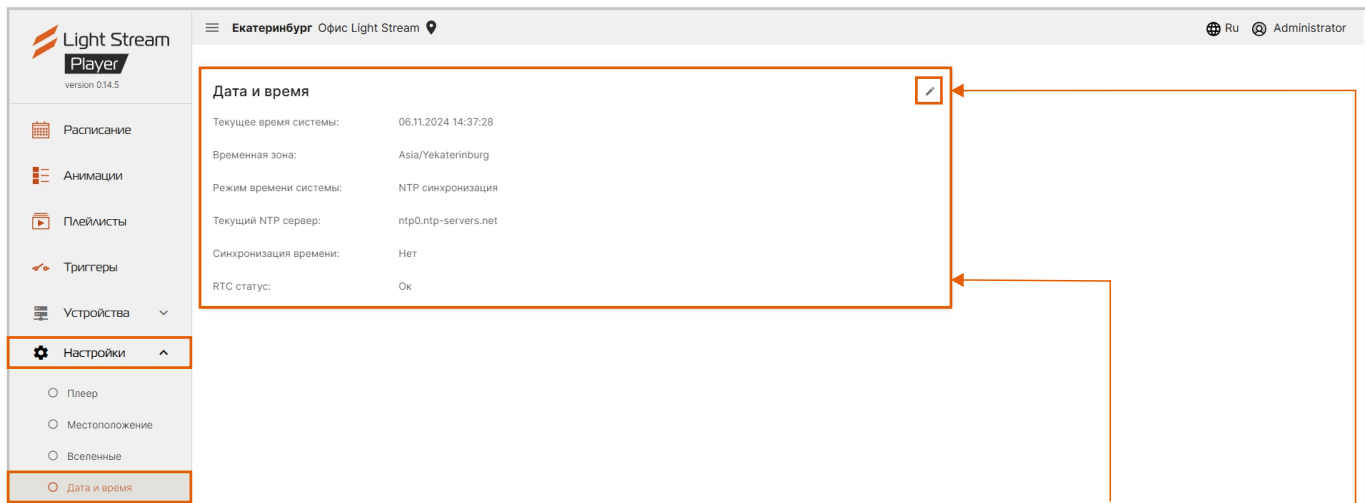 Light Stream
Player
version 0.14.5
Екатеринбург Офис Light Stream
Ru Administrator
Расписание
Анимации
Плейлисты
Триггеры
Устройства
Настройки
Плеер
Местоположение
Вселенные
Дата и время
Дата и время
Текущее время системы: 06.11.2024 14:37:28
Временная зона: Asia/Yekaterinburg
Режим времени системы: NTP синхронизация
Текущий NTP сервер: ntp0.ntp-servers.net
Синхронизация времени: Нет
RTC статус: Ок